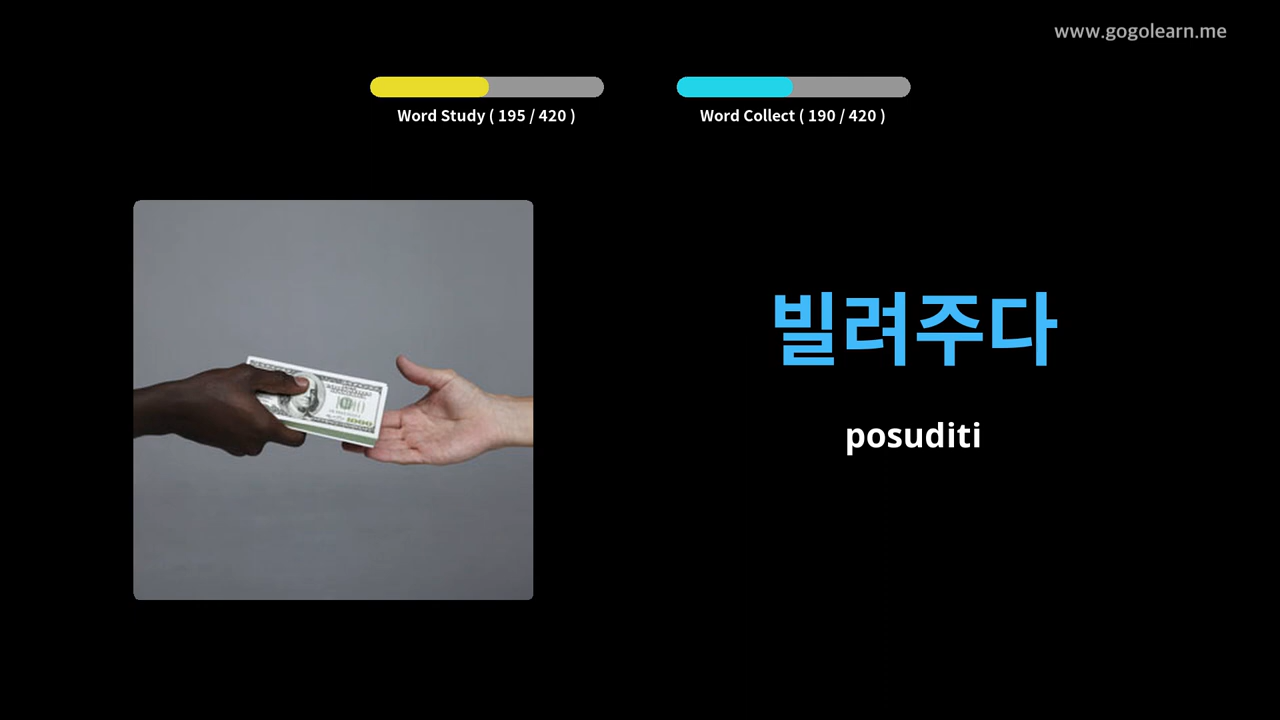 www.gogolearn.me
Word Study ( 195 / 420 )
Word Collect ( 190 / 420 )
빌려주다
posuditi